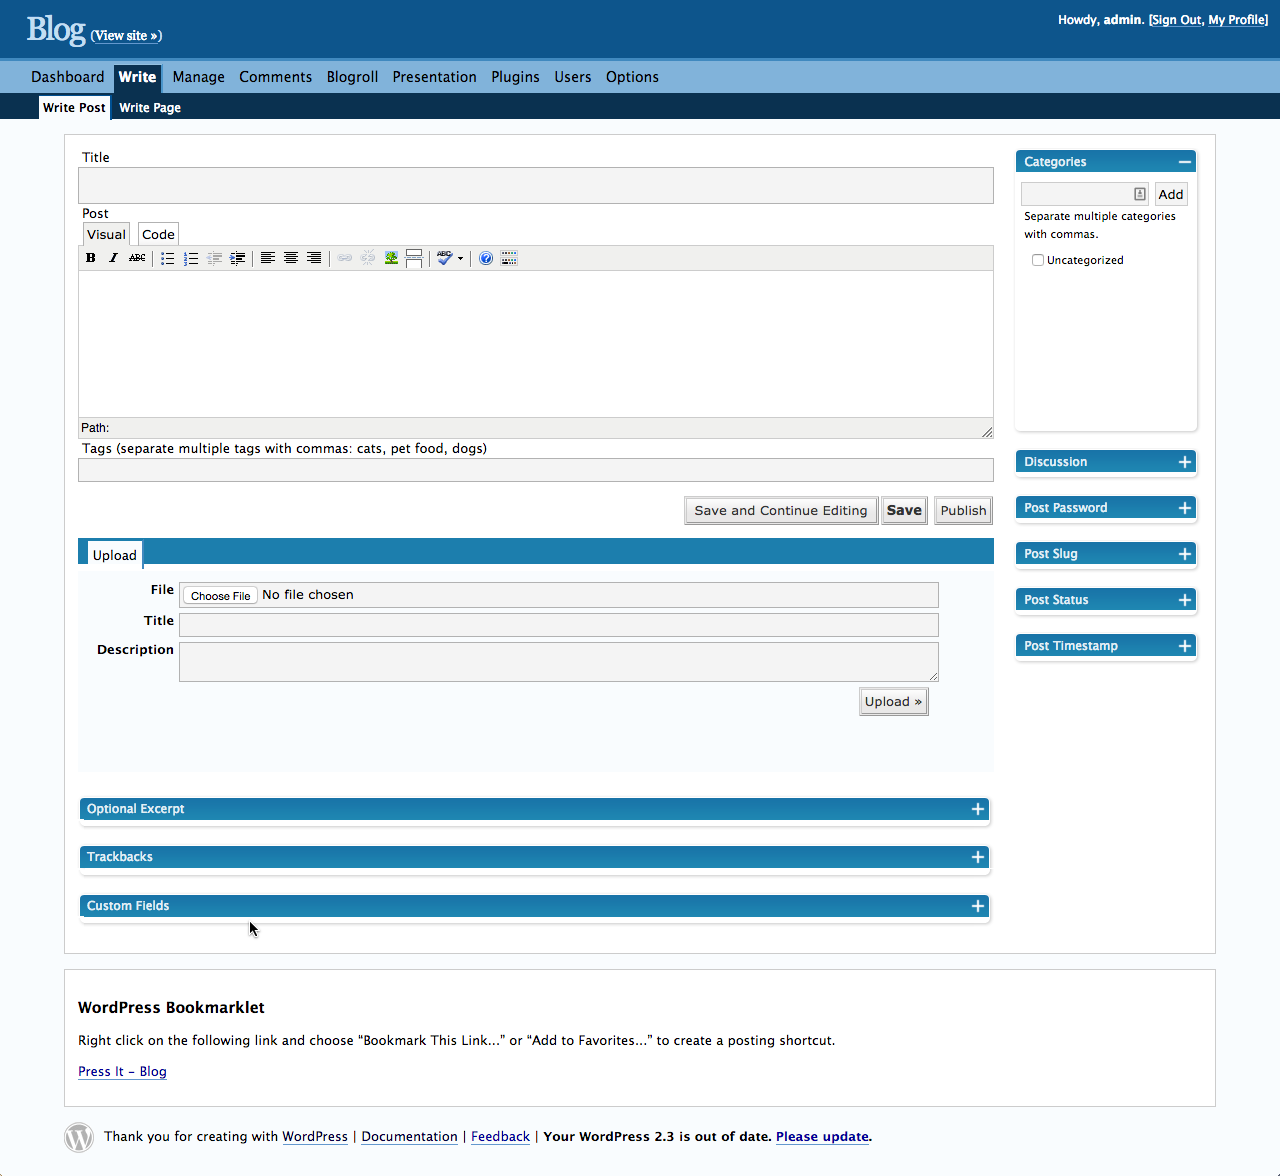 Blog (View site »)
Howdy, admin. [Sign Out, My Profile]
Dashboard Write Manage Comments Blogroll Presentation Plugins Users Options
Write Post Write Page
Title
Post
Visual Code
B I ABC ABC ?
Path:
Tags (separate multiple tags with commas: cats, pet food, dogs)
Save and Continue Editing Save Publish
Upload
File Choose File No file chosen
Title
Description
Upload »
Optional Excerpt
Trackbacks
Custom Fields
Categories
Add
Separate multiple categories
with commas.
Uncategorized
Discussion
Post Password
Post Slug
Post Status
Post Timestamp
WordPress Bookmarklet
Right click on the following link and choose “Bookmark This Link...” or “Add to Favorites...” to create a posting shortcut.
Press It - Blog
Thank you for creating with WordPress | Documentation | Feedback | Your WordPress 2.3 is out of date. Please update.